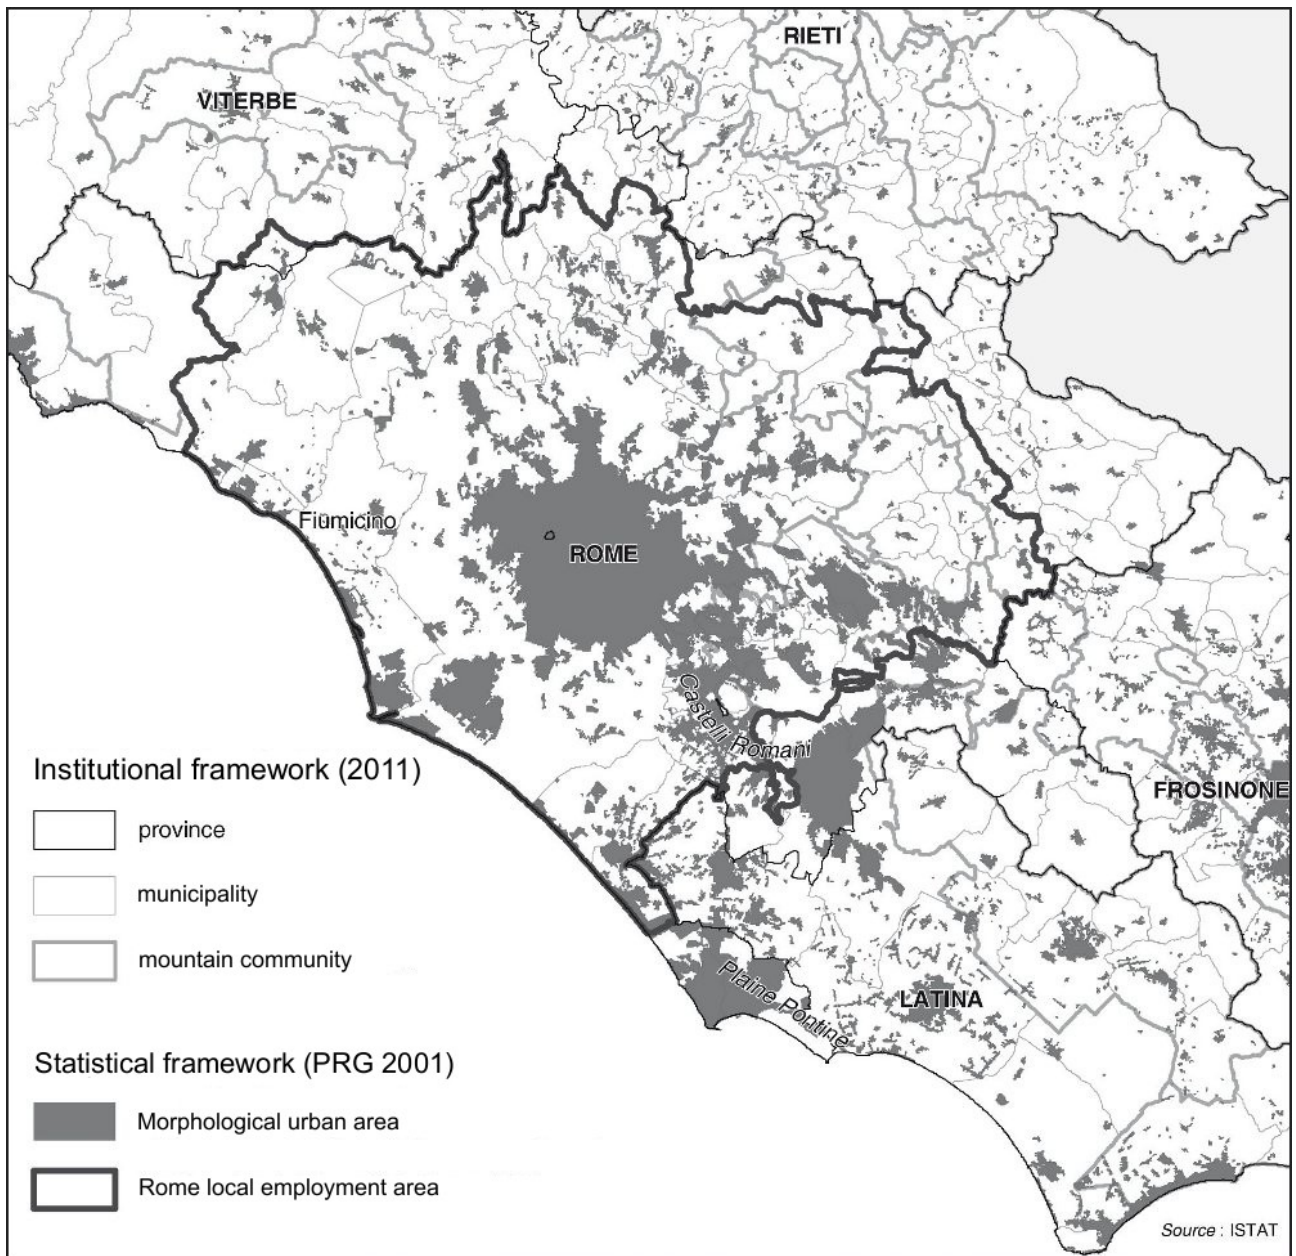 RIETI
VITERBE
Fiumicino
ROME
Castelli Romani
FROSINONE
Plaine Pontine
LATINA
Institutional framework (2011)
province
municipality
mountain community
Statistical framework (PRG 2001)
Morphological urban area
Rome local employment area
Source : ISTAT